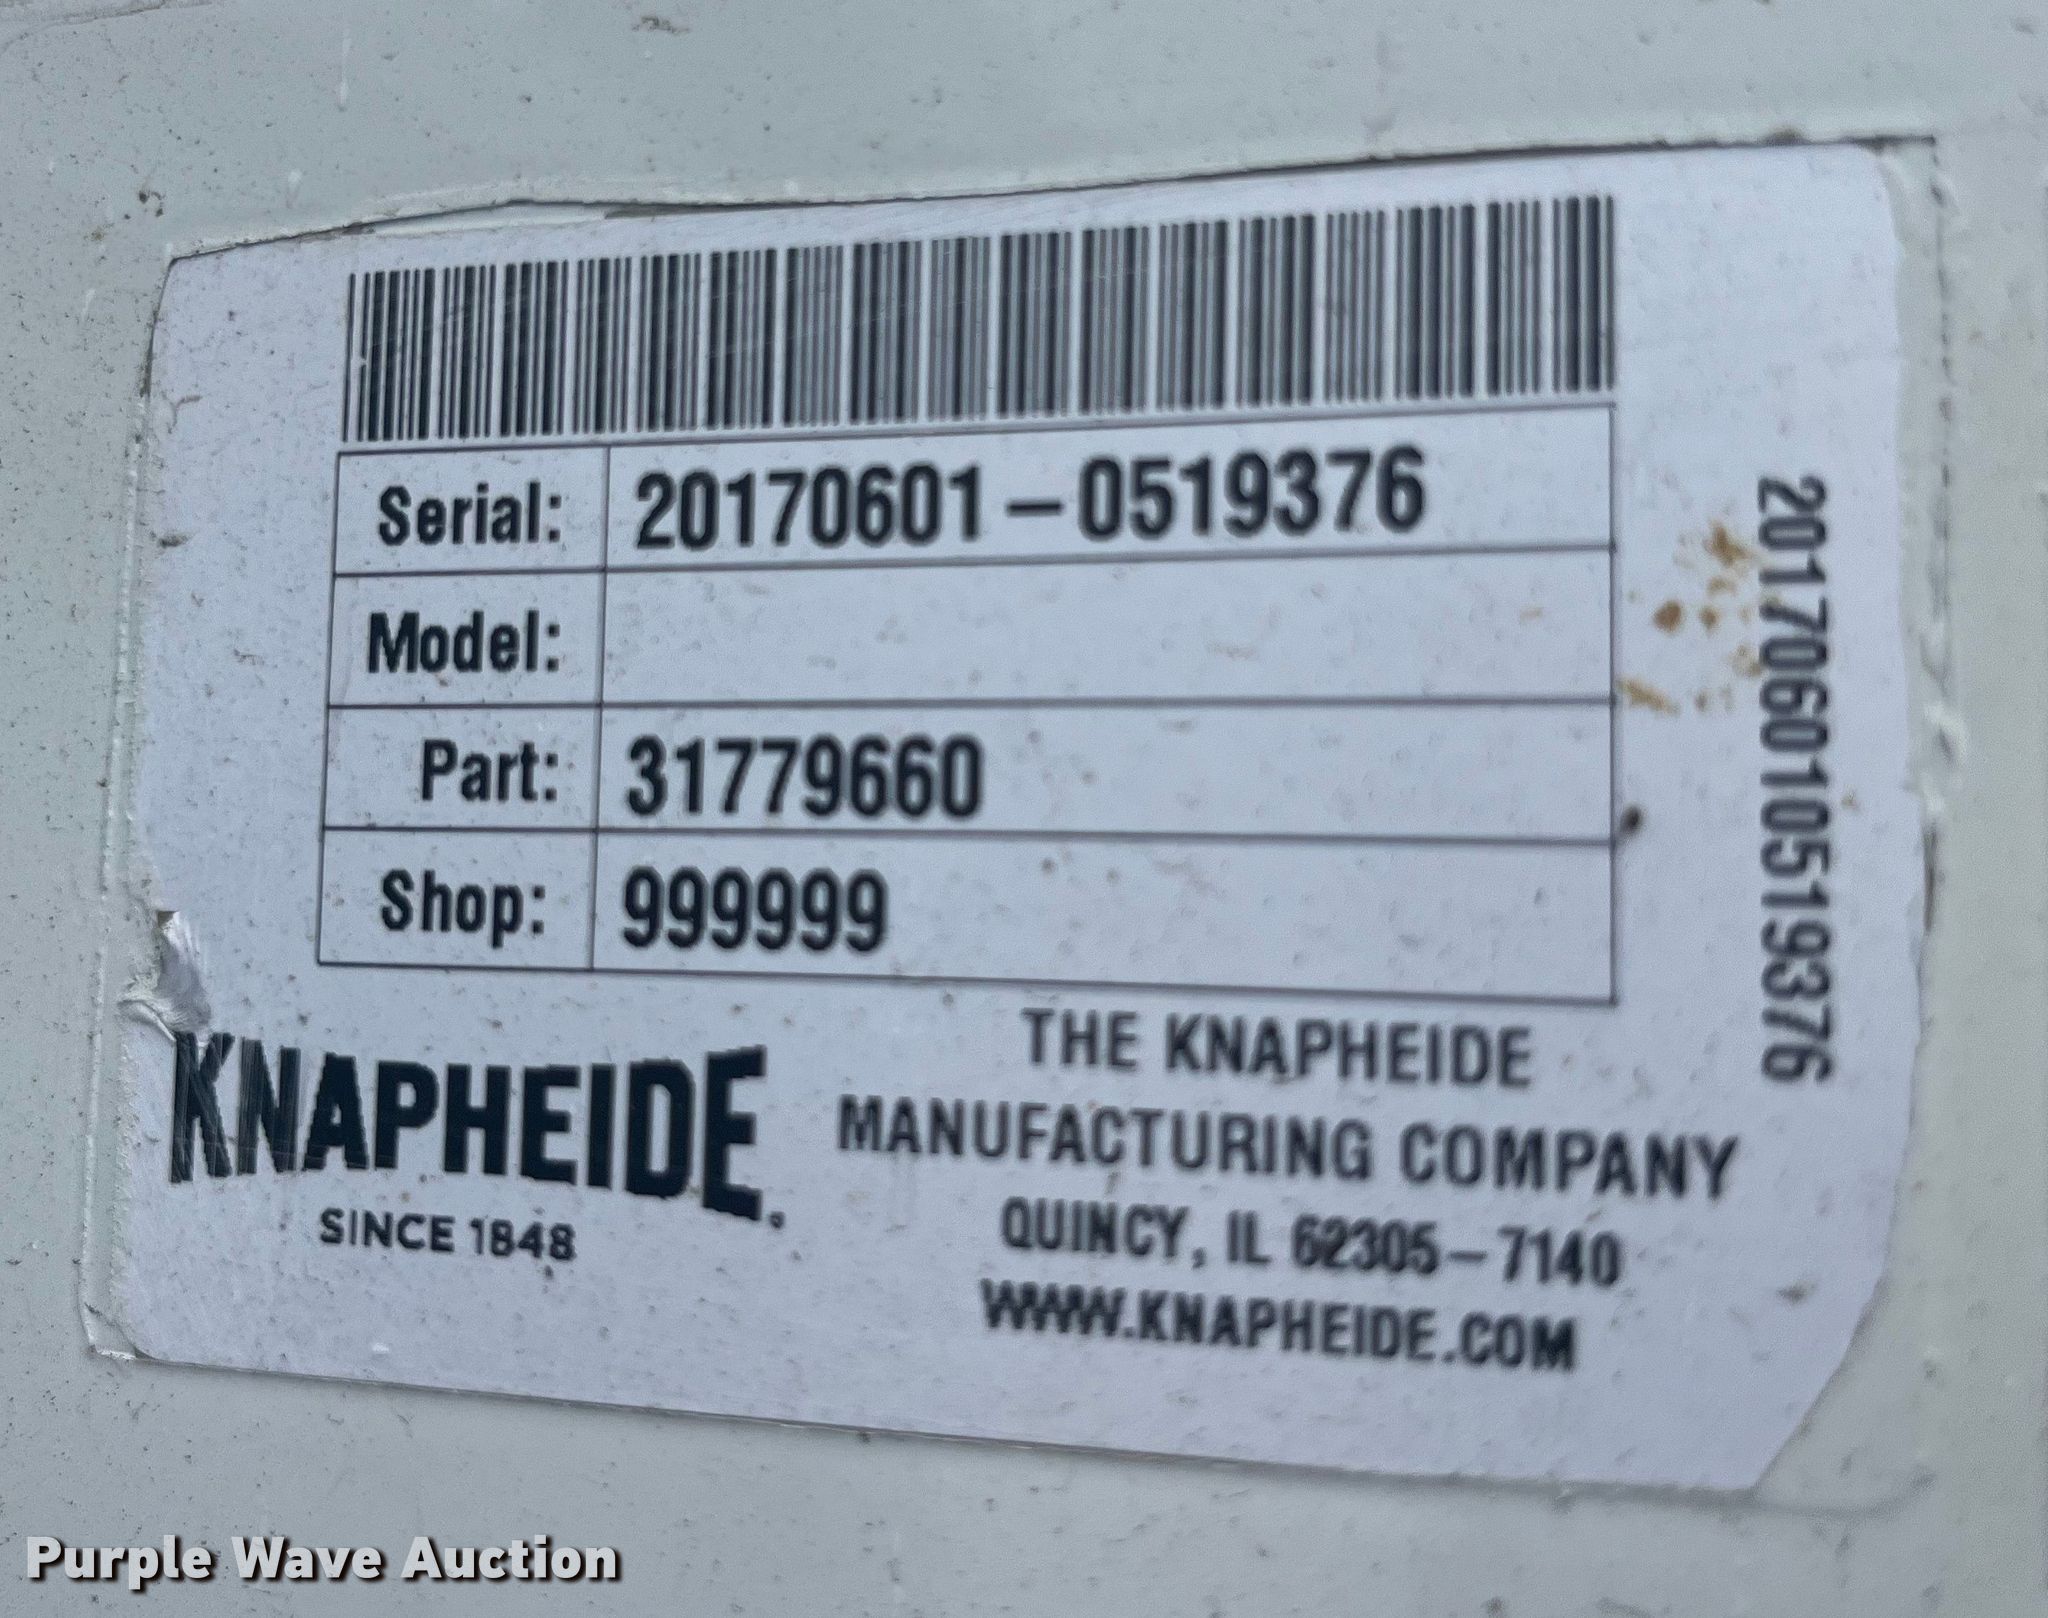 Serial: 20170601-0519376
Model:
Part: 31779660
Shop: 999999
201706010519376
KNAPHEIDE
SINCE 1848
THE KNAPHEIDE
MANUFACTURING COMPANY
QUINCY, IL 62305-7140
WWW.KNAPHEIDE.COM
Purple Wave Auction